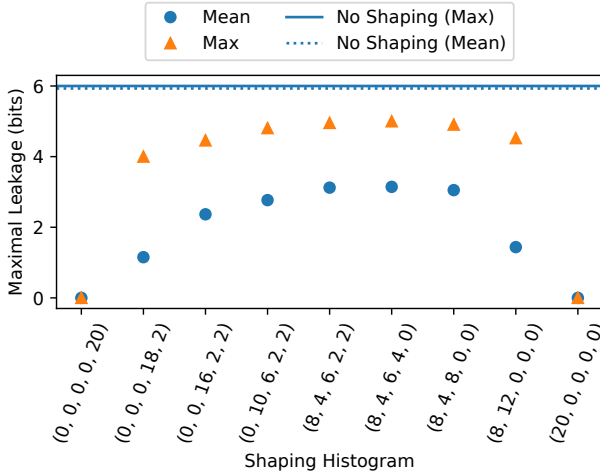 Mean
Max
No Shaping (Max)
No Shaping (Mean)
Maximal Leakage (bits)
6
4
2
0
(0, 0, 0, 0, 20)
(0, 0, 0, 18, 2)
(0, 0, 16, 2, 2)
(0, 10, 6, 2, 2)
(8, 4, 6, 2, 2)
(8, 4, 6, 4, 0)
(8, 4, 8, 0, 0)
(8, 12, 0, 0, 0)
(20, 0, 0, 0, 0)
Shaping Histogram